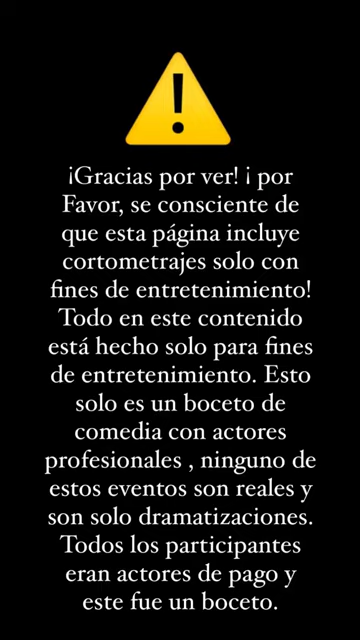 ¡Gracias por ver! ¡ por
Favor, se consciente de
que esta página incluye
cortometrajes solo con
fines de entretenimiento!
Todo en este contenido
está hecho solo para fines
de entretenimiento. Esto
solo es un boceto de
comedia con actores
profesionales , ninguno de
estos eventos son reales y
son solo dramatizaciones.
Todos los participantes
eran actores de pago y
este fue un boceto.